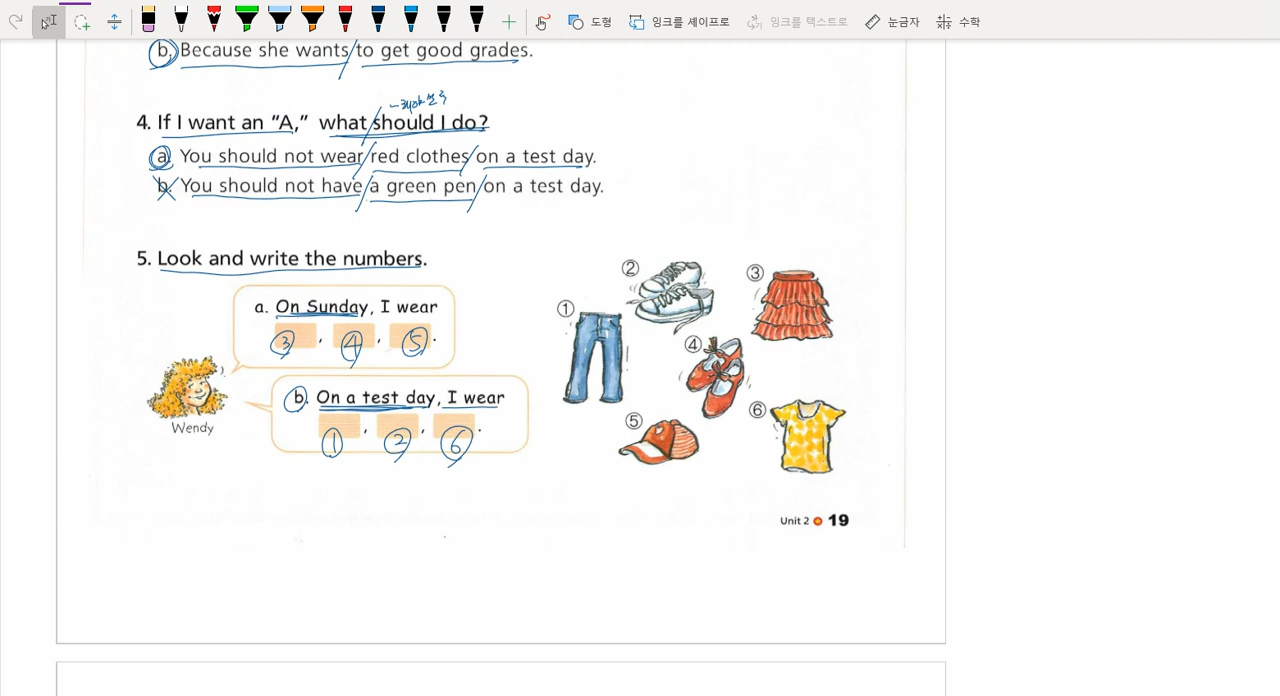 도형 잉크를 셰이프로 잉크를 텍스트로 눈금자 수학
b. Because she wants to get good grades.
4. If I want an “A,” what should I do?
a. You should not wear red clothes on a test day.
b. You should not have a green pen on a test day.
5. Look and write the numbers.
a. On Sunday, I wear
③, ④, ⑤.
b. On a test day, I wear
①, ②, ⑥.
Wendy
①
②
③
④
⑤
⑥
Unit 2 19